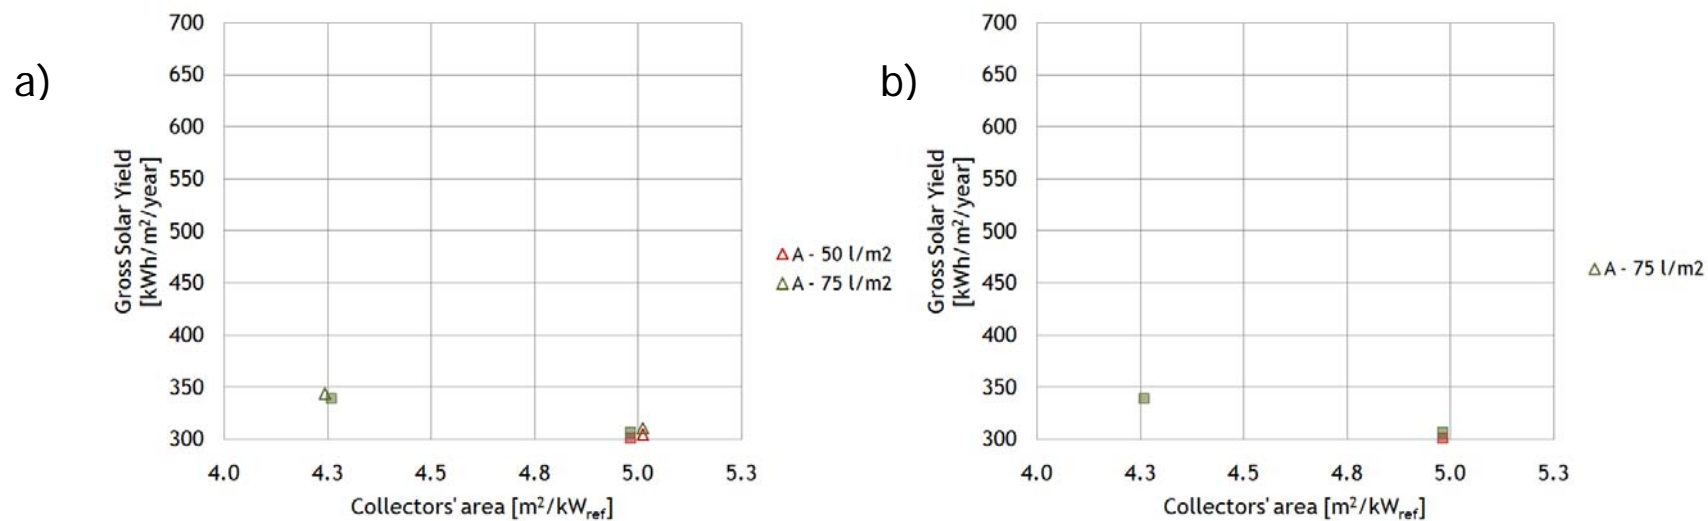 a)
700
650
600
550
500
450
400
350
300
Gross Solar Yield
[kWh/m²/year]
4.0 4.3 4.5 4.8 5.0 5.3
Collectors' area [m²/kWref]
A - 50 l/m2
A - 75 l/m2
b)
700
650
600
550
500
450
400
350
300
Gross Solar Yield
[kWh/m²/year]
4.0 4.3 4.5 4.8 5.0 5.3
Collectors' area [m²/kWref]
A - 75 l/m2